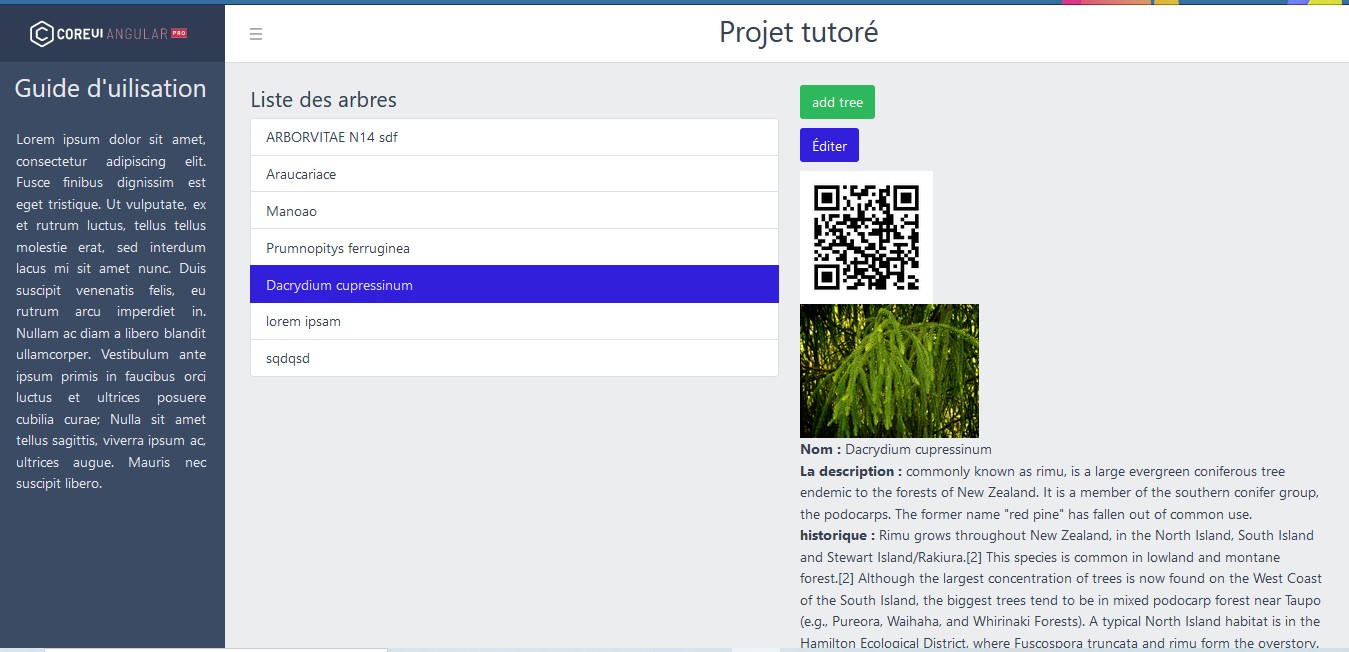 COREUI ANGULAR PRO
Projet tutoré
Guide d'uilisation
Lorem ipsum dolor sit amet,
consectetur adipiscing elit.
Fusce finibus dignissim est
eget tristique. Ut vulputate, ex
et rutrum luctus, tellus tellus
molestie erat, sed interdum
lacus mi sit amet nunc. Duis
suscipit venenatis felis, eu
rutrum arcu imperdiet in.
Nullam ac diam a libero blandit
ullamcorper. Vestibulum ante
ipsum primis in faucibus orci
luctus et ultrices posuere
cubilia curae; Nulla sit amet
tellus sagittis, viverra ipsum ac,
ultrices augue. Mauris nec
suscipit libero.
Liste des arbres
ARBORVITAE N14 sdf
Araucariace
Manoao
Prumnopitys ferruginea
Dacrydium cupressinum
lorem ipsam
sqdqsd
add tree
Éditer
Nom : Dacrydium cupressinum
La description : commonly known as rimu, is a large evergreen coniferous tree
endemic to the forests of New Zealand. It is a member of the southern conifer group,
the podocarps. The former name "red pine" has fallen out of common use.
historique : Rimu grows throughout New Zealand, in the North Island, South Island
and Stewart Island/Rakiura.[2] This species is common in lowland and montane
forest.[2] Although the largest concentration of trees is now found on the West Coast
of the South Island, the biggest trees tend to be in mixed podocarp forest near Taupo
(e.g., Pureora, Waihaha, and Whirinaki Forests). A typical North Island habitat is in the
Hamilton Ecological District, where Fuscospora truncata and rimu form the overstory.